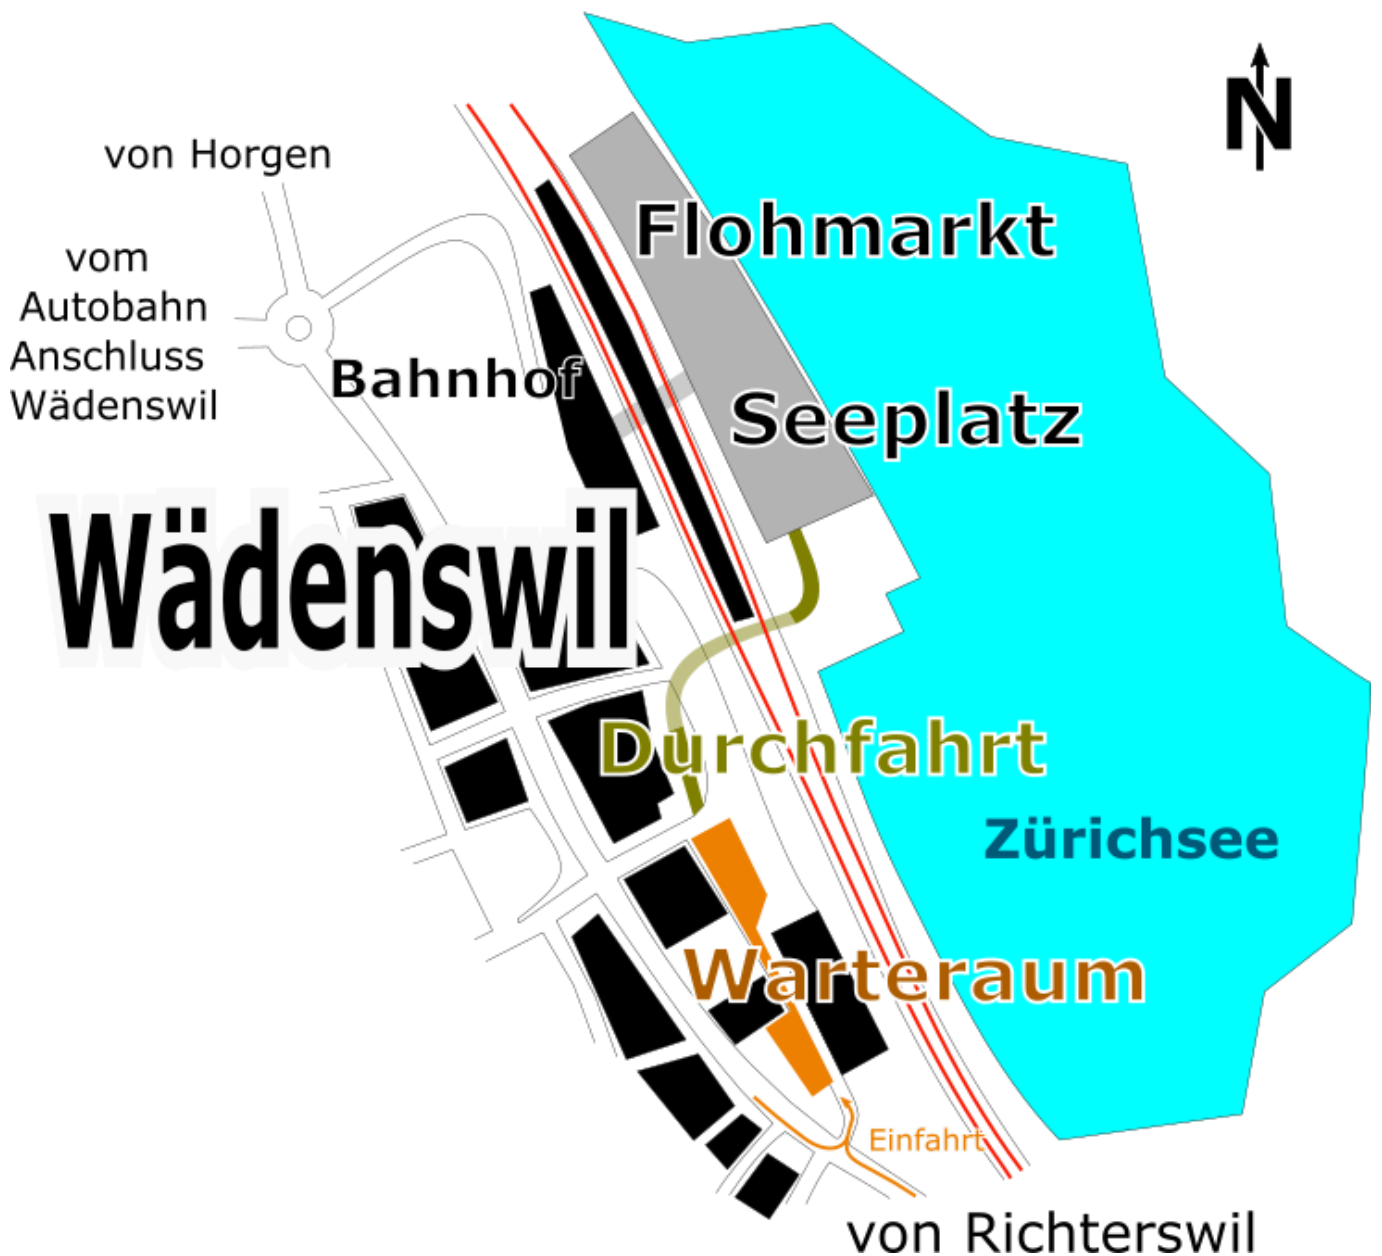 N
von Horgen
Flohmarkt
vom
Autobahn
Anschluss
Wädenswil
Bahnhof
Seeplatz
Wädenswil
Durchfahrt
Zürichsee
Warteraum
Einfahrt
von Richterswil